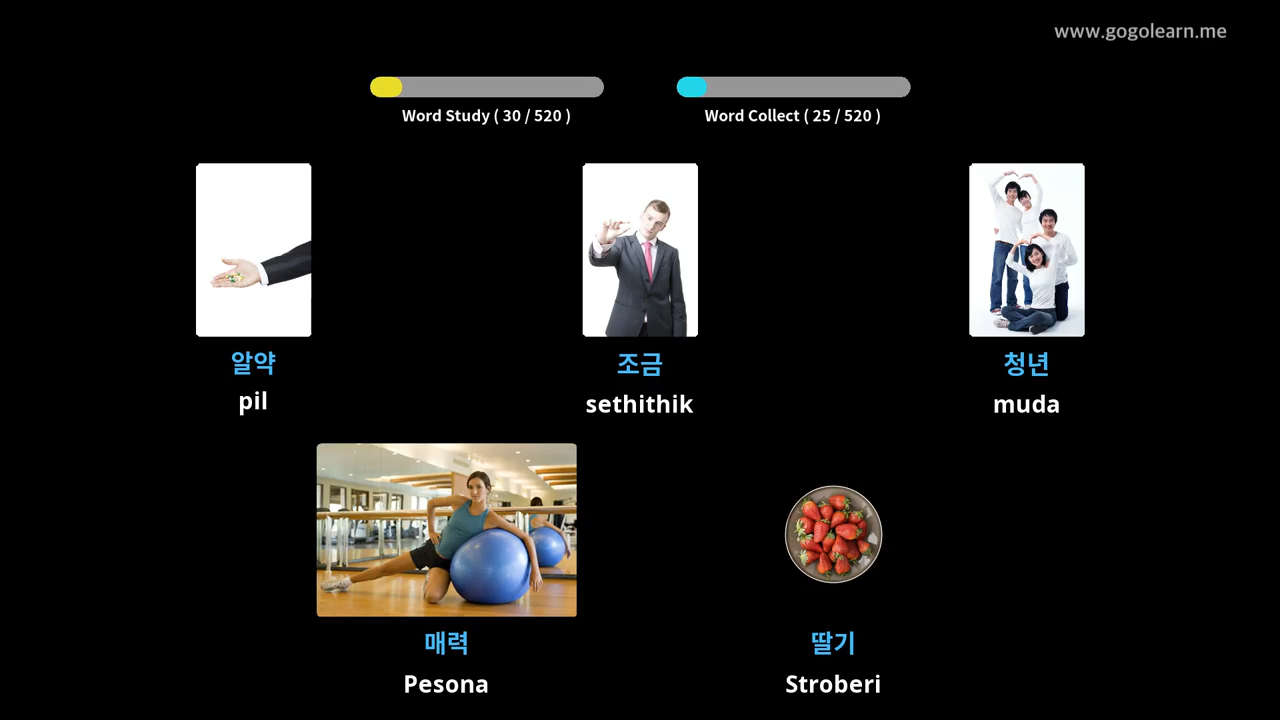 www.gogolearn.me
Word Study ( 30 / 520 )
Word Collect ( 25 / 520 )
알약
pil
조금
sethithik
청년
muda
매력
Pesona
딸기
Stroberi